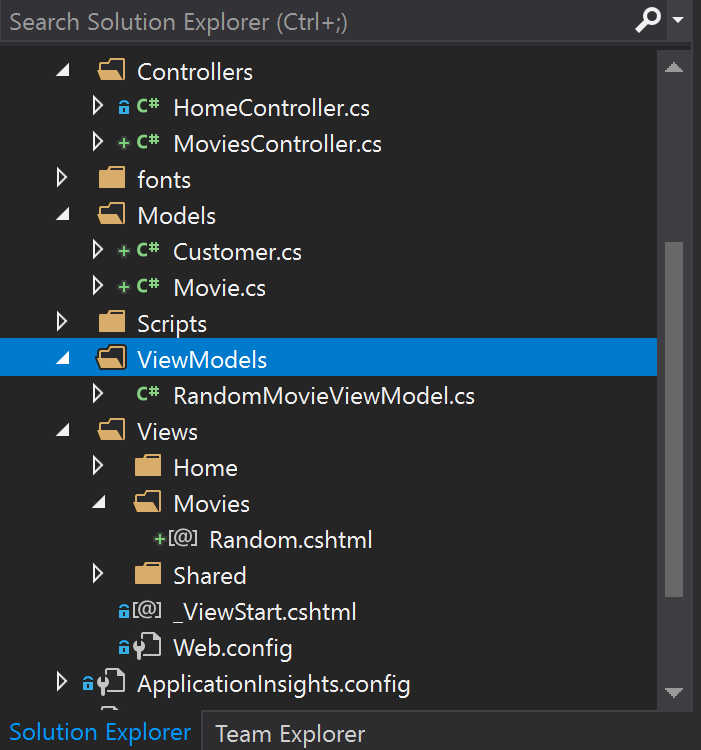 Search Solution Explorer (Ctrl+;)
Controllers
C# HomeController.cs
+ C# MoviesController.cs
fonts
Models
+ C# Customer.cs
+ C# Movie.cs
Scripts
ViewModels
C# RandomMovieViewModel.cs
Views
Home
Movies
+[@] Random.cshtml
Shared
[@] _ViewStart.cshtml
Web.config
ApplicationInsights.config
Solution Explorer
Team Explorer